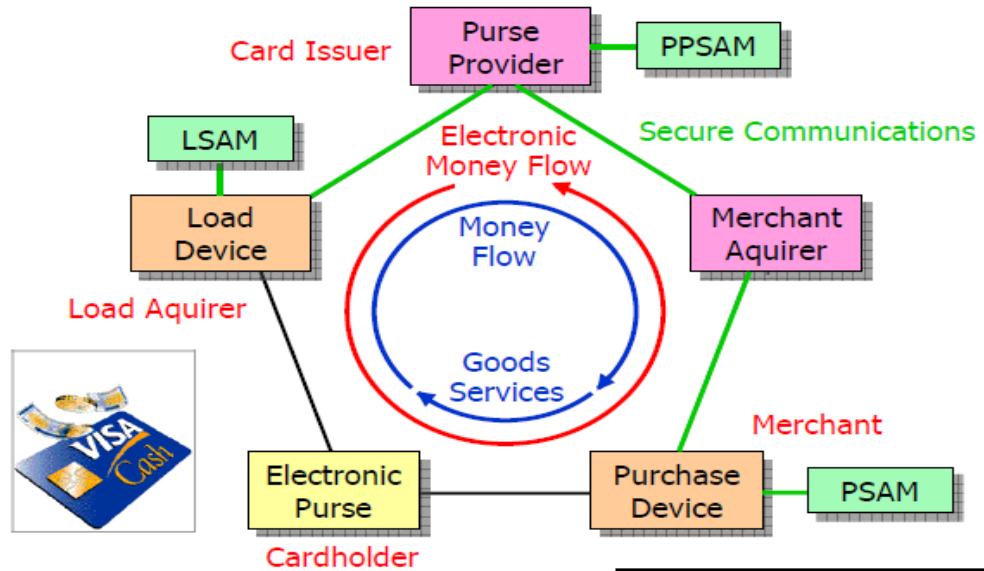 Card Issuer
Purse
Provider
PPSAM
LSAM
Electronic
Money Flow
Secure Communications
Load
Device
Money
Flow
Merchant
Aquirer
Load Aquirer
Goods
Services
VISA
Cash
Merchant
Electronic
Purse
Purchase
Device
PSAM
Cardholder